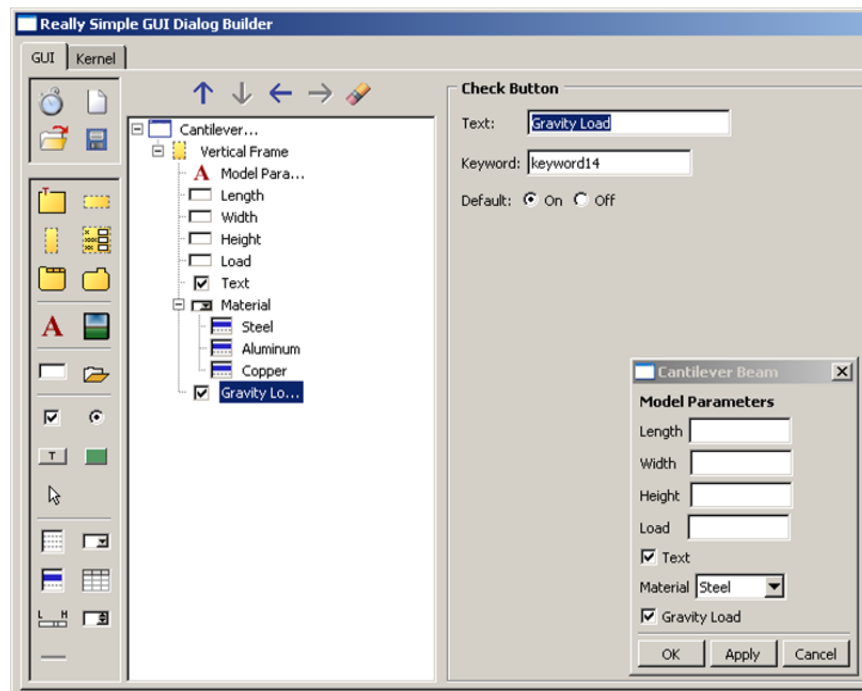 Really Simple GUI Dialog Builder
GUI Kernel
Cantilever...
Vertical Frame
A Model Para...
Length
Width
Height
Load
Text
Material
Steel
Aluminum
Copper
Gravity Lo...
T
A
T
L H
Check Button
Text: Gravity Load
Keyword: keyword14
Default: On Off
Cantilever Beam
Model Parameters
Length
Width
Height
Load
Text
Material Steel
Gravity Load
OK Apply Cancel